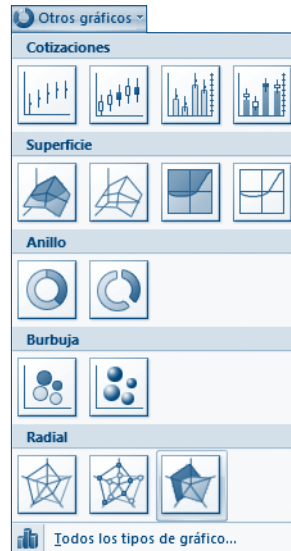 Otros gráficos
Cotizaciones
Superficie
Anillo
Burbuja
Radial
Todos los tipos de gráfico...